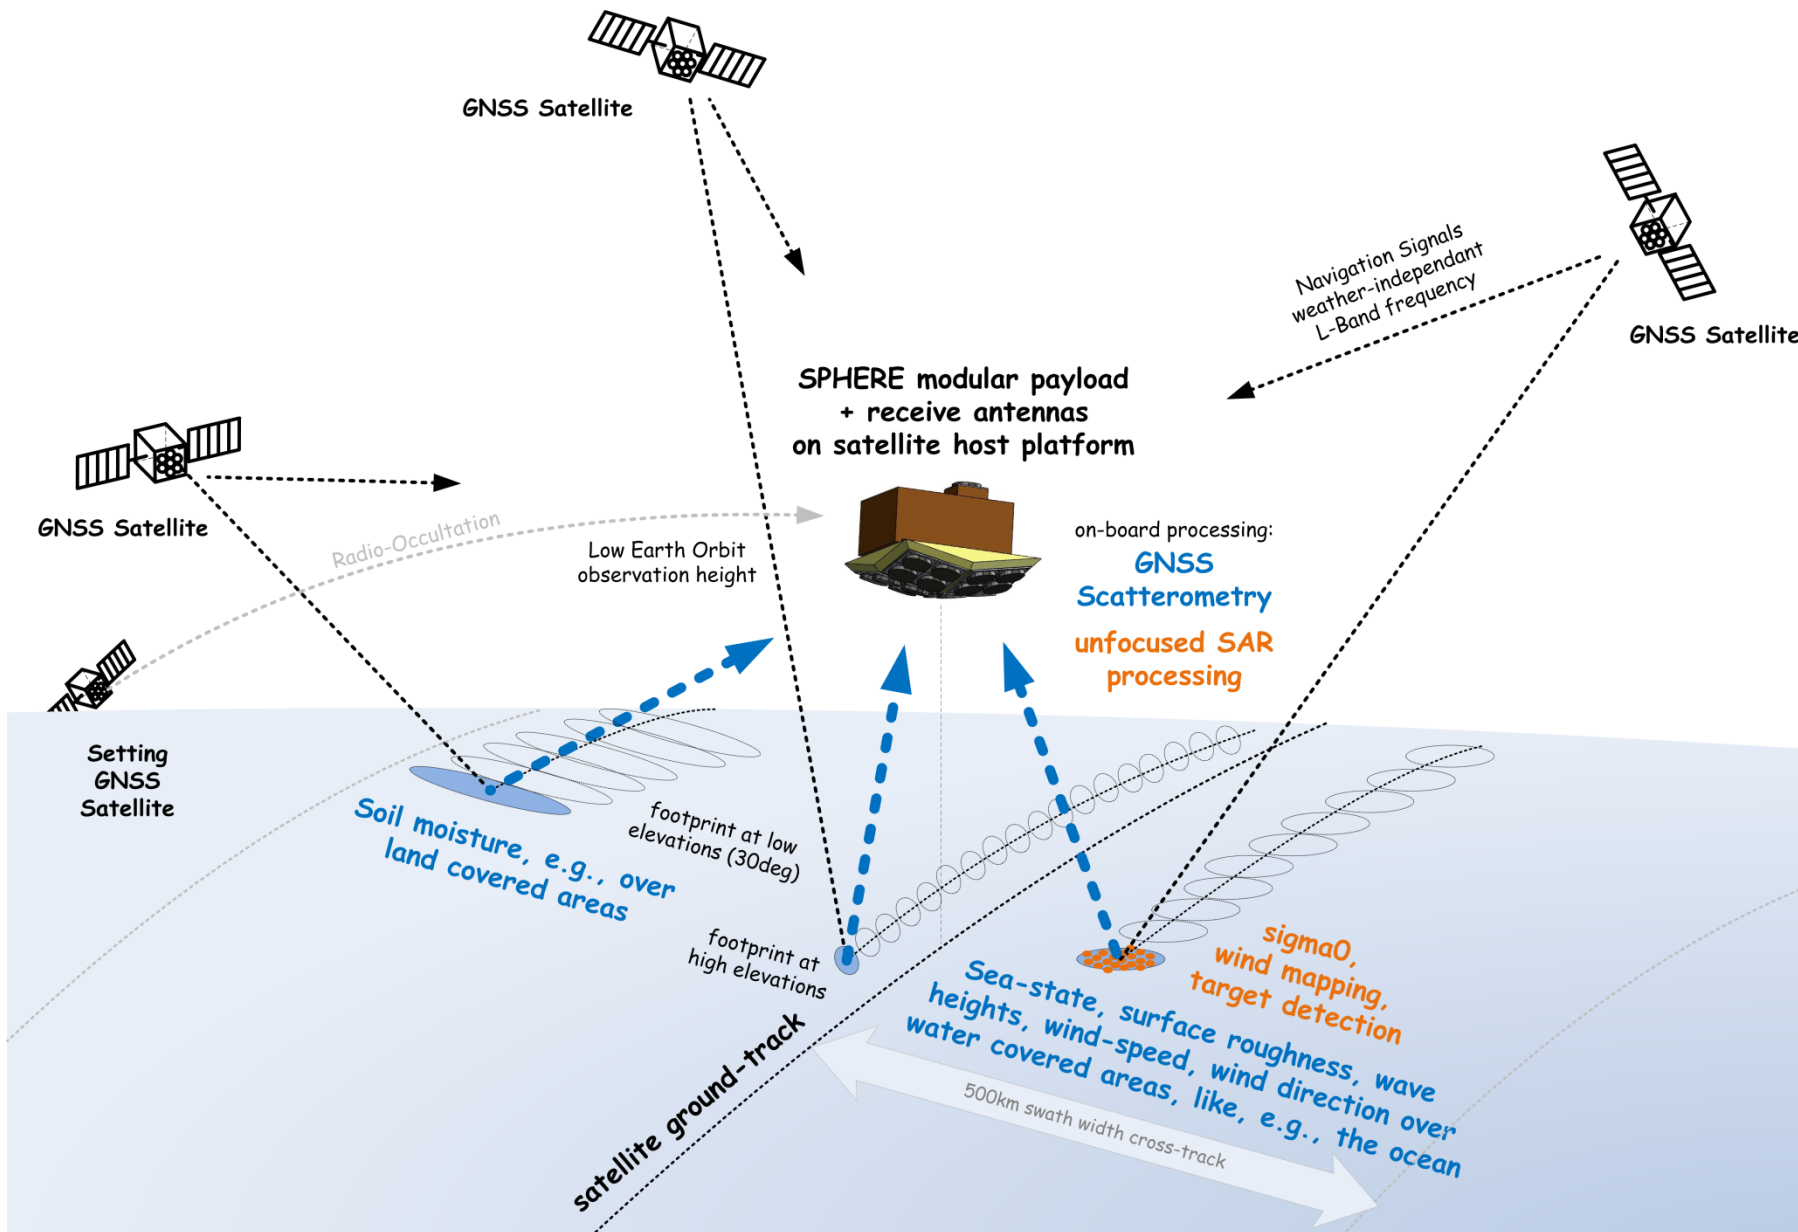 GNSS Satellite
Navigation Signals
weather-independant
L-Band frequency
GNSS Satellite
SPHERE modular payload
+ receive antennas
on satellite host platform
GNSS Satellite
Radio-Occultation
Low Earth Orbit
observation height
on-board processing:
GNSS
Scatterometry
unfocused SAR
processing
Setting
GNSS
Satellite
Soil moisture, e.g., over
land covered areas
footprint at low
elevations (30deg)
footprint at
high elevations
sigma0,
wind mapping,
target detection
Sea-state, surface roughness, wave
heights, wind-speed, wind direction over
water covered areas, like, e.g., the ocean
satellite ground-track
500km swath width cross-track